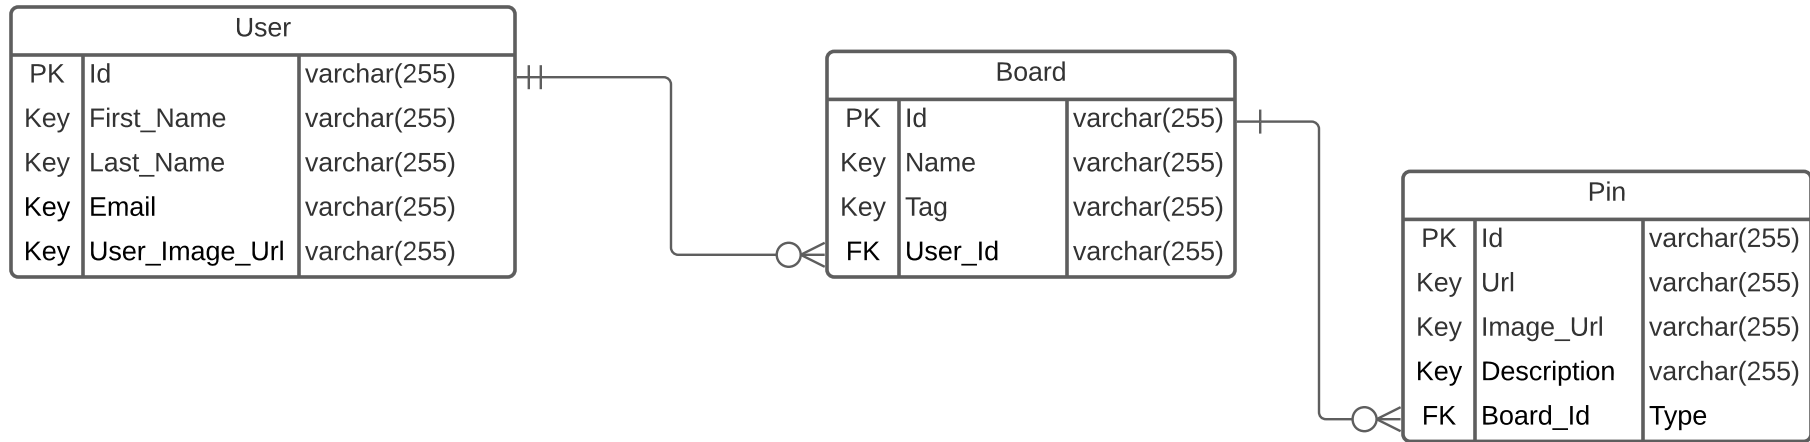 User
PK Id varchar(255)
Key First_Name varchar(255)
Key Last_Name varchar(255)
Key Email varchar(255)
Key User_Image_Url varchar(255)
Board
PK Id varchar(255)
Key Name varchar(255)
Key Tag varchar(255)
FK User_Id varchar(255)
Pin
PK Id varchar(255)
Key Url varchar(255)
Key Image_Url varchar(255)
Key Description varchar(255)
FK Board_Id Type